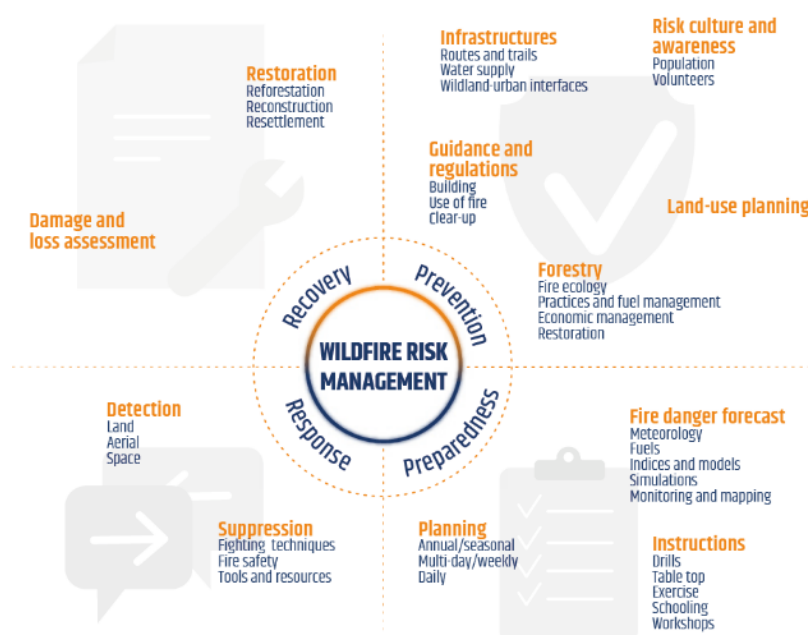 Restoration
Reforestation
Reconstruction
Resettlement
Damage and
loss assessment
Infrastructures
Routes and trails
Water supply
Wildland-urban interfaces
Risk culture and
awareness
Population
Volunteers
Guidance and
regulations
Building
Use of fire
Clear-up
Land-use planning
Forestry
Fire ecology
Practices and fuel management
Economic management
Restoration
Recovery
Prevention
WILDFIRE RISK
MANAGEMENT
Response
Preparedness
Detection
Land
Aerial
Space
Suppression
Fighting techniques
Fire safety
Tools and resources
Planning
Annual/seasonal
Multi-day/weekly
Daily
Fire danger forecast
Meteorology
Fuels
Indices and models
Simulations
Monitoring and mapping
Instructions
Drills
Table top
Exercise
Schooling
Workshops